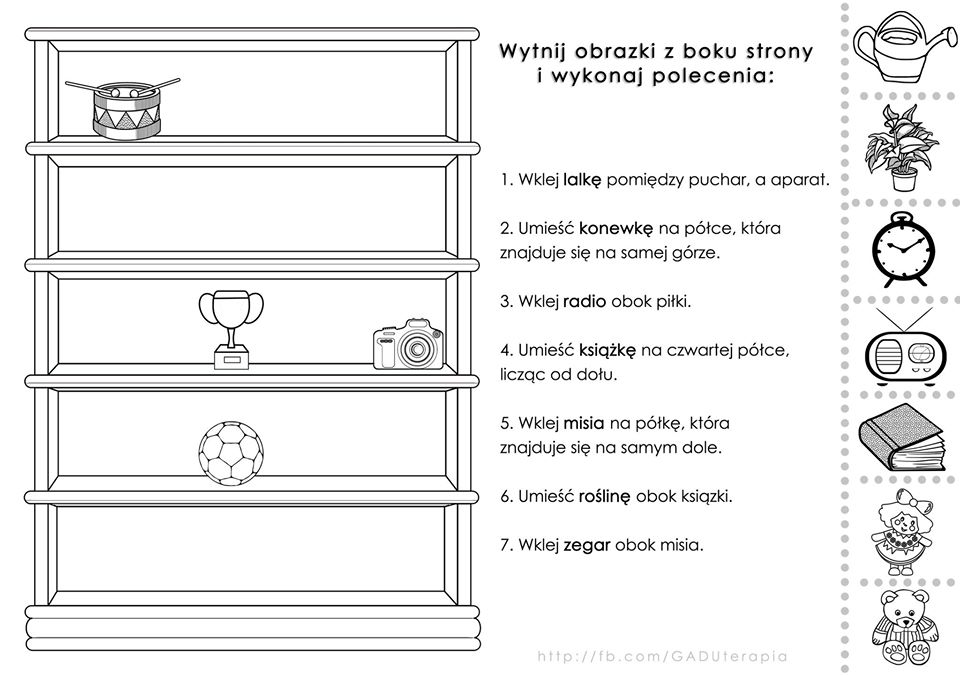 Wytnij obrazki z boku strony
i wykonaj polecenia:
1. Wklej lalkę pomiędzy puchar, a aparat.
2. Umieść konewkę na półce, która
znajduje się na samej górze.
3. Wklej radio obok piłki.
4. Umieść książkę na czwartej półce,
licząc od dołu.
5. Wklej misia na półkę, która
znajduje się na samym dole.
6. Umieść roślinę obok ksiązki.
7. Wklej zegar obok misia.
http://fb.com/GADUterapia